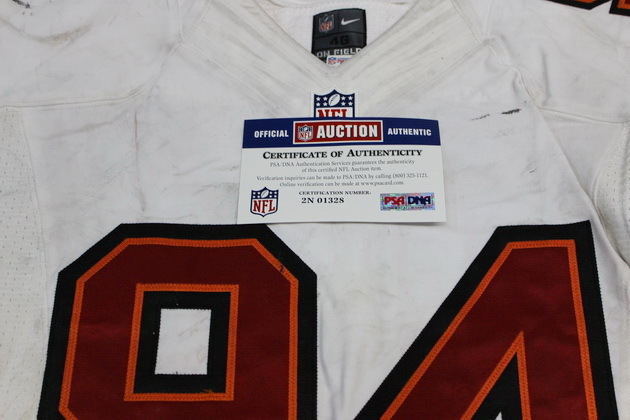 NFL
46
ON FIELD
NFL
OFFICIAL NFL AUCTION AUTHENTIC
CERTIFICATE OF AUTHENTICITY
PSA/DNA Authentication Services guarantees the authenticity
of this certified NFL Auction item.
Verification inquiries can be made to PSA/DNA by calling (800) 325-1121.
Online verification can be made at www.psacard.com
CERTIFICATION NUMBER:
2N 01328
NFL
PSA DNA
94